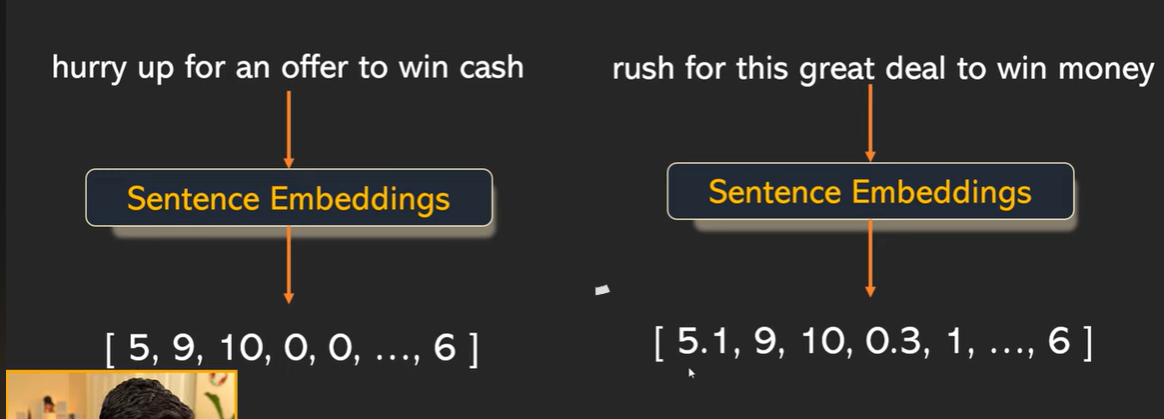 hurry up for an offer to win cash
rush for this great deal to win money
Sentence Embeddings
Sentence Embeddings
[ 5, 9, 10, 0, 0, ..., 6 ]
[ 5.1, 9, 10, 0.3, 1, ..., 6 ]